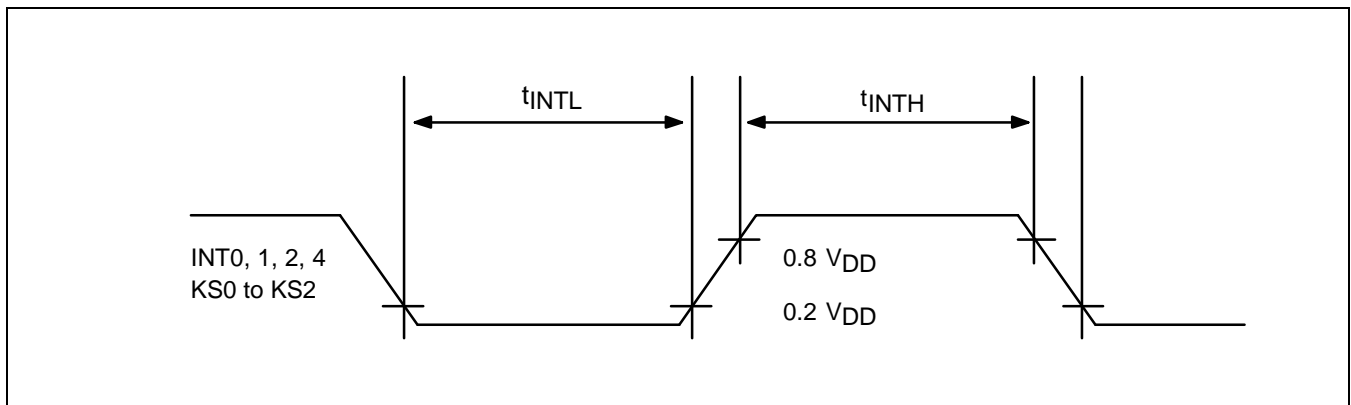 tINTL
tINTH
INT0, 1, 2, 4
KS0 to KS2
0.8 VDD
0.2 VDD